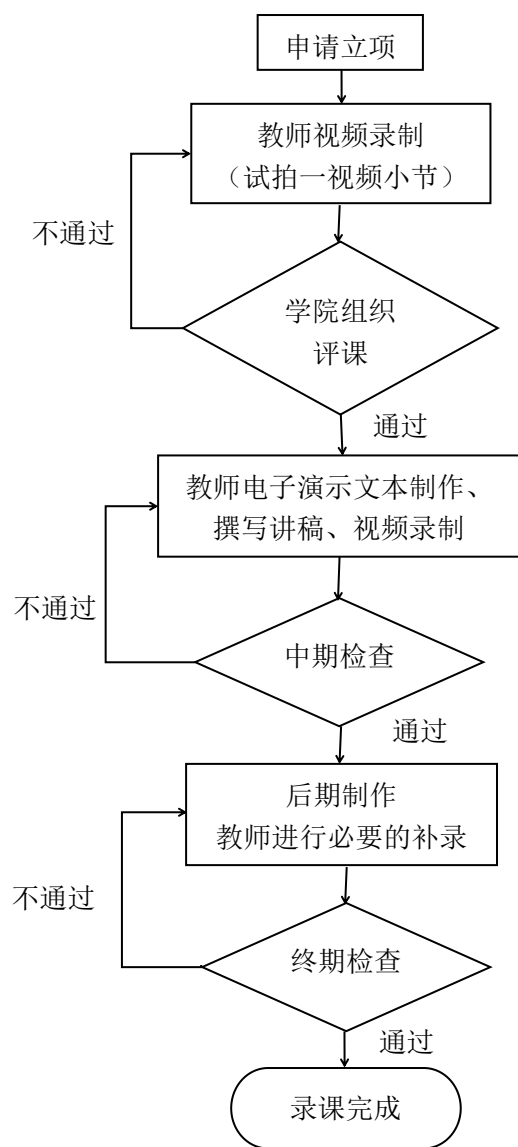 申请立项
教师视频录制
（试拍一视频小节）
不通过
学院组织
评课
通过
教师电子演示文本制作、
撰写讲稿、视频录制
不通过
中期检查
通过
后期制作
教师进行必要的补录
不通过
终期检查
通过
录课完成